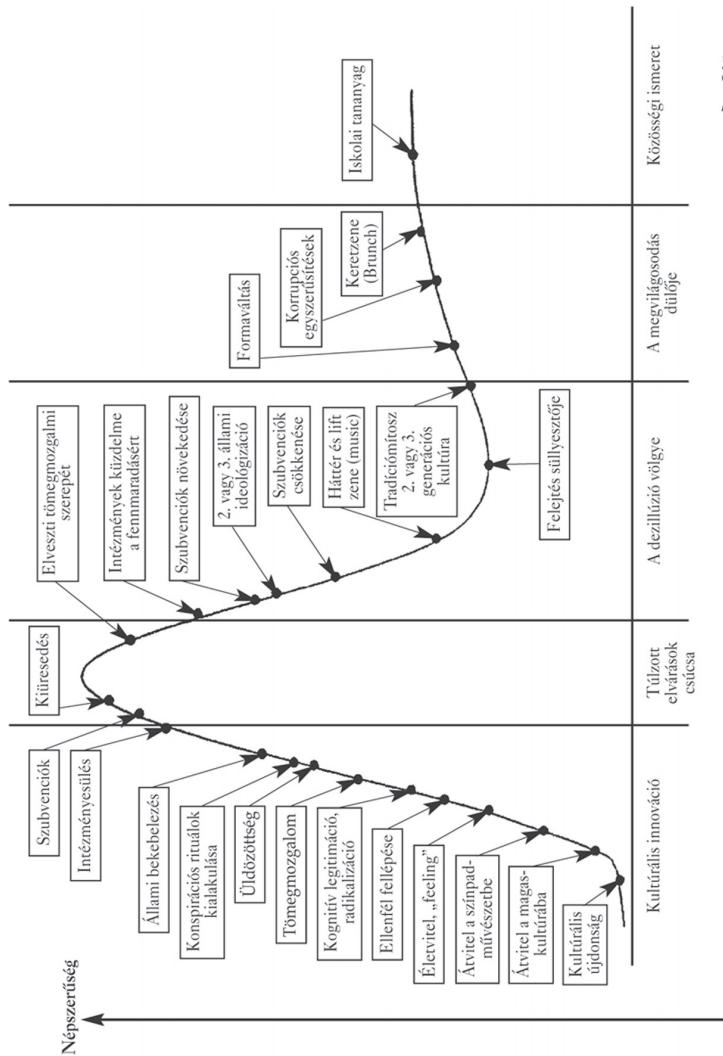 Népszerűség
Kultúrális
újdonság
Átvitel a magas-
kultúrába
Átvitel a színpad-
művészetbe
Életvitel, „feeling”
Ellenfél fellépése
Kognitív legitimáció,
radikalizáció
Tömegmozgalom
Üldözöttség
Konspirációs rituálok
kialakulása
Állami bekebelezés
Intézményesülés
Szubvenciók
Kiüresedés
Elveszti tömegmozgalmi
szerepét
Intézmények küzdelme
a fennmaradásért
Szubvenciók növekedése
2. vagy 3. állami
ideológizáció
Szubvenciók
csökkenése
Háttér és lift
zene (music)
Tradíciómítosz
2. vagy 3.
generációs
kultúra
Felejtés süllyesztője
Formaváltás
Korrupciós
egyszerűsítések
Keretzene
(Brunch)
Iskolai tananyag
Kultúrális innováció
Túlzott
elvárások
csúcsa
A dezillúzió völgye
A megvilágosodás
dülője
Közösségi ismeret